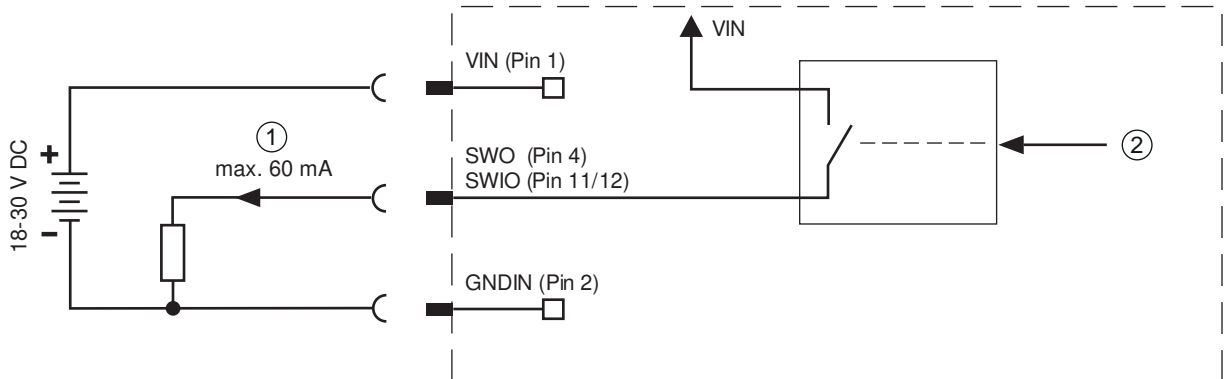 VIN
VIN (Pin 1)
①
max. 60 mA
SWO (Pin 4)
SWIO (Pin 11/12)
②
+
18-30 V DC
−
GNDIN (Pin 2)